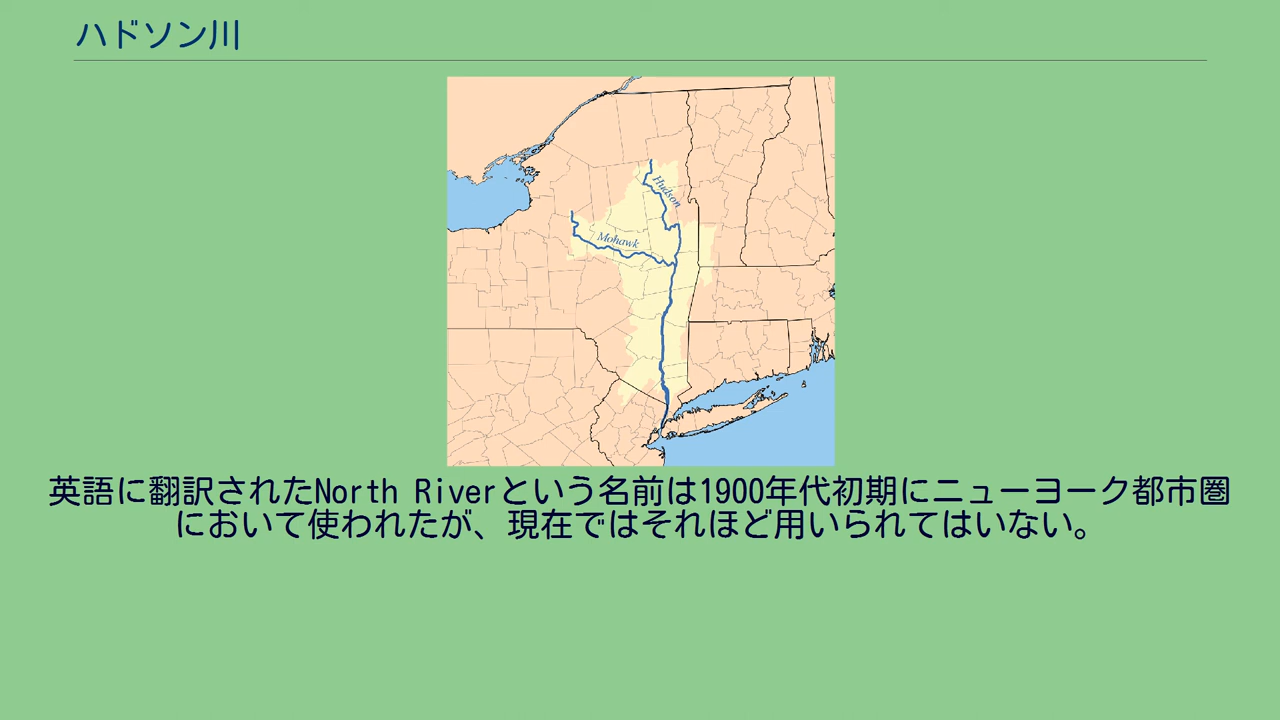 ハドソン川
Hudson
Mohawk
英語に翻訳されたNorth Riverという名前は1900年代初期にニューヨーク都市圏
において使われたが、現在ではそれほど用いられてはいない。